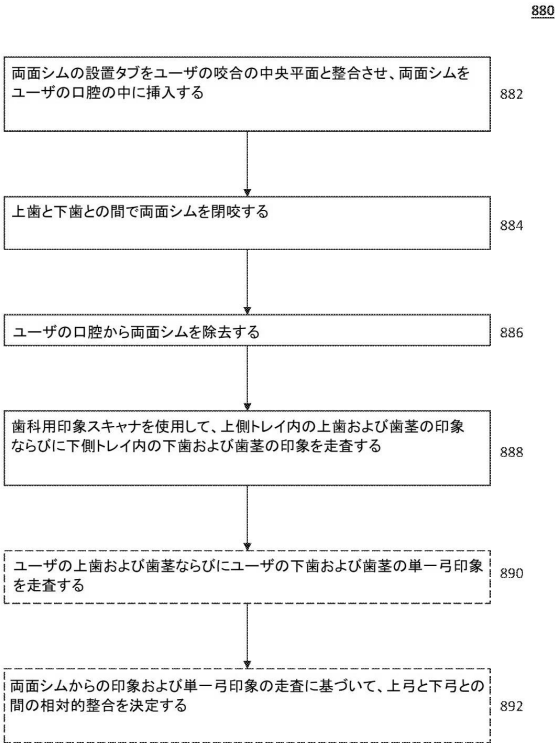 880
両面シムの設置タブをユーザの咬合の中央平面と整合させ、両面シムを
ユーザの口腔の中に挿入する
882
上歯と下歯との間で両面シムを閉咬する
884
ユーザの口腔から両面シムを除去する
886
歯科用印象スキャナを使用して、上側トレイ内の上歯および歯茎の印象
ならびに下側トレイ内の下歯および歯茎の印象を走査する
888
ユーザの上歯および歯茎ならびにユーザの下歯および歯茎の単一弓印象
を走査する
890
両面シムからの印象および単一弓印象の走査に基づいて、上弓と下弓との
間の相対的整合を決定する
892